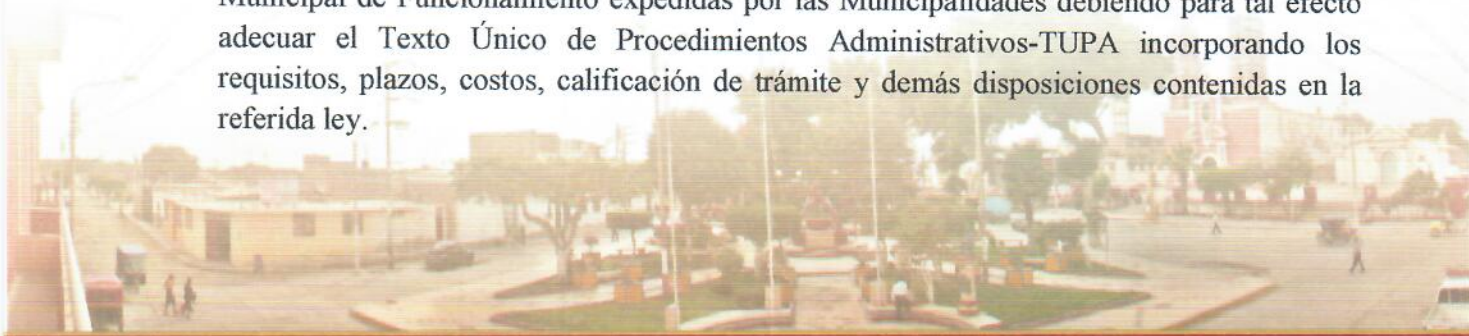 Municipal de Funcionamiento expedidas por las Municipalidades debiendo para tal efecto
adecuar el Texto Único de Procedimientos Administrativos-TUPA incorporando los
requisitos, plazos, costos, calificación de trámite y demás disposiciones contenidas en la
referida ley.